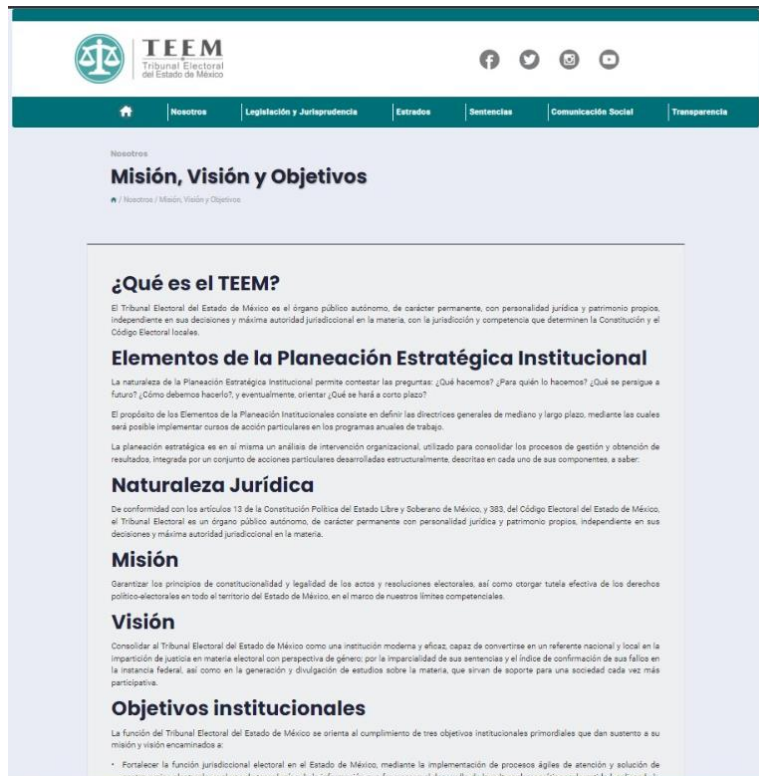 TEEM
Tribunal Electoral
del Estado de México
Nosotros
Legislación y Jurisprudencia
Estrados
Sentencias
Comunicación Social
Transparencia
Nosotros
Misión, Visión y Objetivos
/ Nosotros / Misión, Visión y Objetivos
¿Qué es el TEEM?
El Tribunal Electoral del Estado de México es el órgano público autónomo, de carácter permanente, con personalidad jurídica y patrimonio propios,
independiente en sus decisiones y máxima autoridad jurisdiccional en la materia, con la jurisdicción y competencia que determinen la Constitución y el
Código Electoral locales.
Elementos de la Planeación Estratégica Institucional
La naturaleza de la Planeación Estratégica Institucional permite contestar las preguntas: ¿Qué hacemos? ¿Para quién lo hacemos? ¿Qué se persigue a
futuro? ¿Cómo debemos hacerlo?, y eventualmente, orientar ¿Qué se hará a corto plazo?
El propósito de los Elementos de la Planeación Institucionales consiste en definir las directrices generales de mediano y largo plazo, mediante las cuales
será posible implementar cursos de acción particulares en los programas anuales de trabajo.
La planeación estratégica es en sí misma un análisis de intervención organizacional, utilizado para consolidar los procesos de gestión y obtención de
resultados, integrada por un conjunto de acciones particulares desarrolladas estructuralmente, descritas en cada uno de sus componentes, a saber:
Naturaleza Jurídica
De conformidad con los artículos 13 de la Constitución Política del Estado Libre y Soberano de México, y 383, del Código Electoral del Estado de México,
el Tribunal Electoral es un órgano público autónomo, de carácter permanente con personalidad jurídica y patrimonio propios, independiente en sus
decisiones y máxima autoridad jurisdiccional en la materia.
Misión
Garantizar los principios de constitucionalidad y legalidad de los actos y resoluciones electorales, así como otorgar tutela efectiva de los derechos
político-electorales en todo el territorio del Estado de México, en el marco de nuestros límites competenciales.
Visión
Consolidar al Tribunal Electoral del Estado de México como una institución moderna y eficaz, capaz de convertirse en un referente nacional y local en la
impartición de justicia en materia electoral con perspectiva de género; por la imparcialidad de sus sentencias y el índice de confirmación de sus fallos en
la instancia federal, así como en la generación y divulgación de estudios sobre la materia, que sirvan de soporte para una sociedad cada vez más
participativa.
Objetivos institucionales
La función del Tribunal Electoral del Estado de México se orienta al cumplimiento de tres objetivos institucionales primordiales que dan sustento a su
misión y visión encaminados a:
• Fortalecer la función jurisdiccional electoral en el Estado de México, mediante la implementación de procesos ágiles de atención y solución de